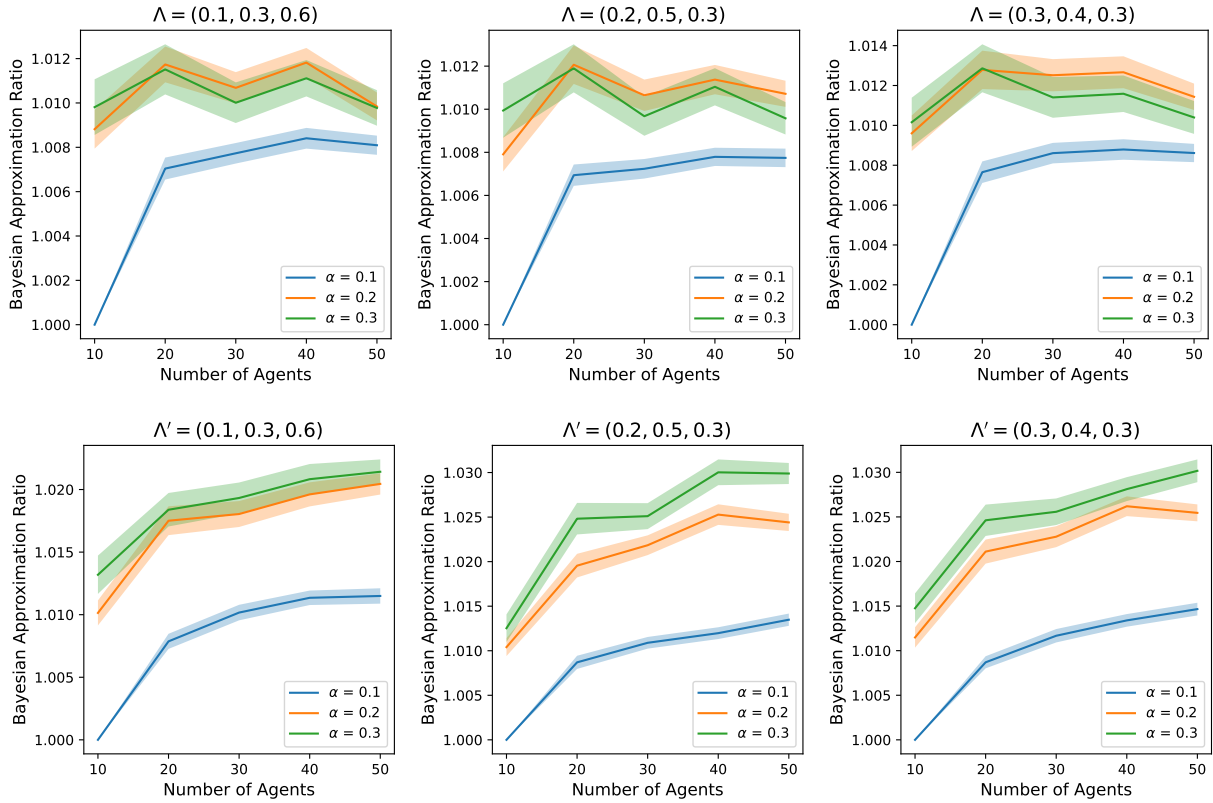 Λ = (0.1, 0.3, 0.6)
Bayesian Approximation Ratio
1.012
1.010
1.008
1.006
1.004
1.002
1.000
α = 0.1
α = 0.2
α = 0.3
10 20 30 40 50
Number of Agents
Λ = (0.2, 0.5, 0.3)
Bayesian Approximation Ratio
1.012
1.010
1.008
1.006
1.004
1.002
1.000
α = 0.1
α = 0.2
α = 0.3
10 20 30 40 50
Number of Agents
Λ = (0.3, 0.4, 0.3)
Bayesian Approximation Ratio
1.014
1.012
1.010
1.008
1.006
1.004
1.002
1.000
α = 0.1
α = 0.2
α = 0.3
10 20 30 40 50
Number of Agents
Λ′ = (0.1, 0.3, 0.6)
Bayesian Approximation Ratio
1.020
1.015
1.010
1.005
1.000
α = 0.1
α = 0.2
α = 0.3
10 20 30 40 50
Number of Agents
Λ′ = (0.2, 0.5, 0.3)
Bayesian Approximation Ratio
1.030
1.025
1.020
1.015
1.010
1.005
1.000
α = 0.1
α = 0.2
α = 0.3
10 20 30 40 50
Number of Agents
Λ′ = (0.3, 0.4, 0.3)
Bayesian Approximation Ratio
1.030
1.025
1.020
1.015
1.010
1.005
1.000
α = 0.1
α = 0.2
α = 0.3
10 20 30 40 50
Number of Agents